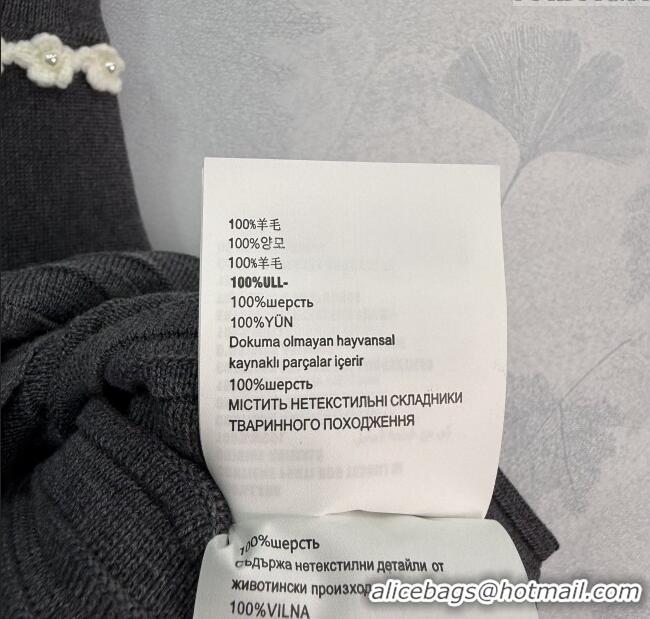 100%羊毛
100%양모
100%羊毛
100%ULL-
100%шерсть
100%YÜN
Dokuma olmayan hayvansal
kaynaklı parçalar içerir
100%шерсть
МІСТИТЬ НЕТЕКСТИЛЬНІ СКЛАДНИКИ
ТВАРИННОГО ПОХОДЖЕННЯ
100%шерсть
съдържа нетекстилни детайли от
животински
100%VILNA
alicebags@hotmail.com